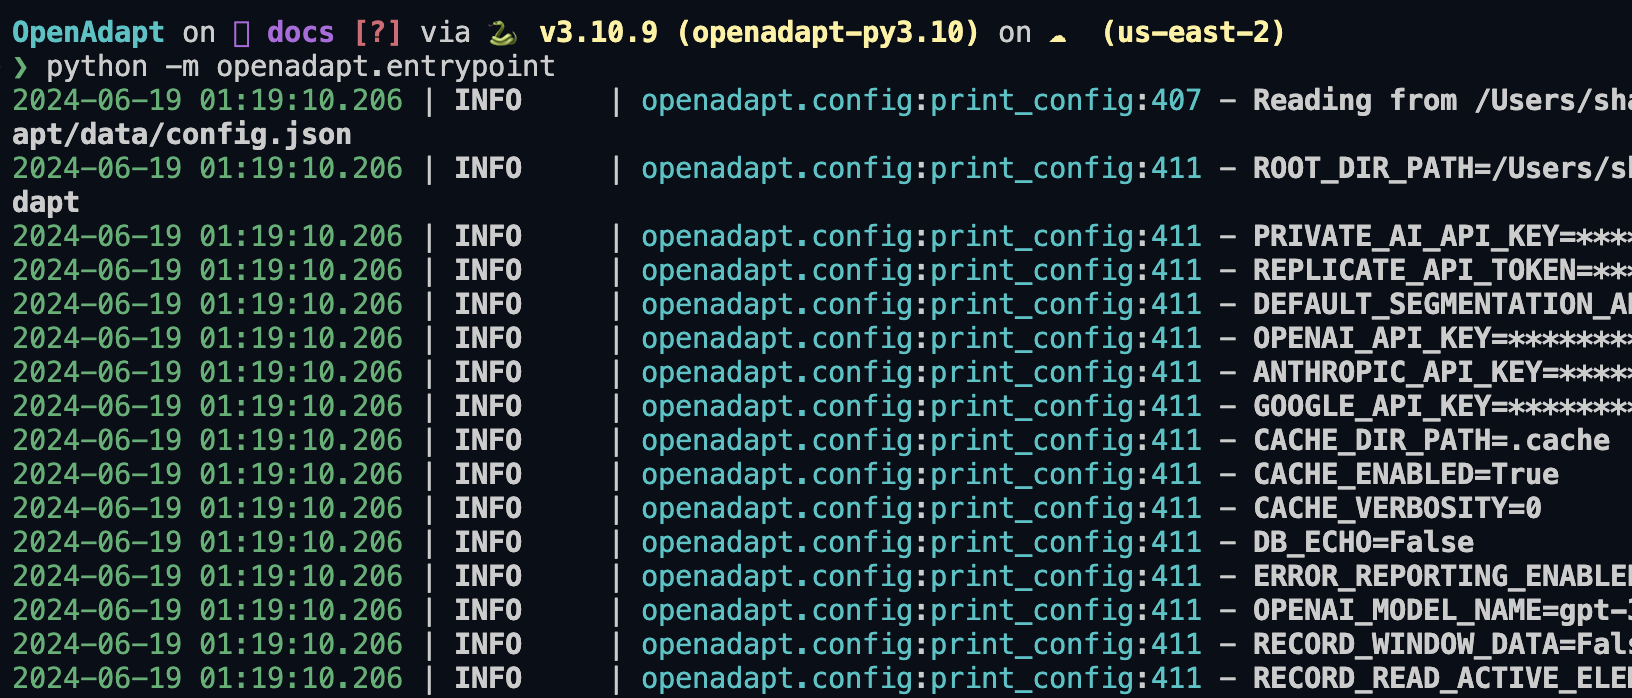 OpenAdapt on docs [?] via 🐍 v3.10.9 (openadapt-py3.10) on ☁ (us-east-2)
❯ python -m openadapt.entrypoint
2024-06-19 01:19:10.206 | INFO     | openadapt.config:print_config:407 - Reading from /Users/sha
apt/data/config.json
2024-06-19 01:19:10.206 | INFO     | openadapt.config:print_config:411 - ROOT_DIR_PATH=/Users/sh
dapt
2024-06-19 01:19:10.206 | INFO     | openadapt.config:print_config:411 - PRIVATE_AI_API_KEY=****
2024-06-19 01:19:10.206 | INFO     | openadapt.config:print_config:411 - REPLICATE_API_TOKEN=***
2024-06-19 01:19:10.206 | INFO     | openadapt.config:print_config:411 - DEFAULT_SEGMENTATION_A
2024-06-19 01:19:10.206 | INFO     | openadapt.config:print_config:411 - OPENAI_API_KEY=********
2024-06-19 01:19:10.206 | INFO     | openadapt.config:print_config:411 - ANTHROPIC_API_KEY=*****
2024-06-19 01:19:10.206 | INFO     | openadapt.config:print_config:411 - GOOGLE_API_KEY=********
2024-06-19 01:19:10.206 | INFO     | openadapt.config:print_config:411 - CACHE_DIR_PATH=.cache
2024-06-19 01:19:10.206 | INFO     | openadapt.config:print_config:411 - CACHE_ENABLED=True
2024-06-19 01:19:10.206 | INFO     | openadapt.config:print_config:411 - CACHE_VERBOSITY=0
2024-06-19 01:19:10.206 | INFO     | openadapt.config:print_config:411 - DB_ECHO=False
2024-06-19 01:19:10.206 | INFO     | openadapt.config:print_config:411 - ERROR_REPORTING_ENABLE
2024-06-19 01:19:10.206 | INFO     | openadapt.config:print_config:411 - OPENAI_MODEL_NAME=gpt-3
2024-06-19 01:19:10.206 | INFO     | openadapt.config:print_config:411 - RECORD_WINDOW_DATA=Fals
2024-06-19 01:19:10.206 | INFO     | openadapt.config:print_config:411 - RECORD_READ_ACTIVE_ELE